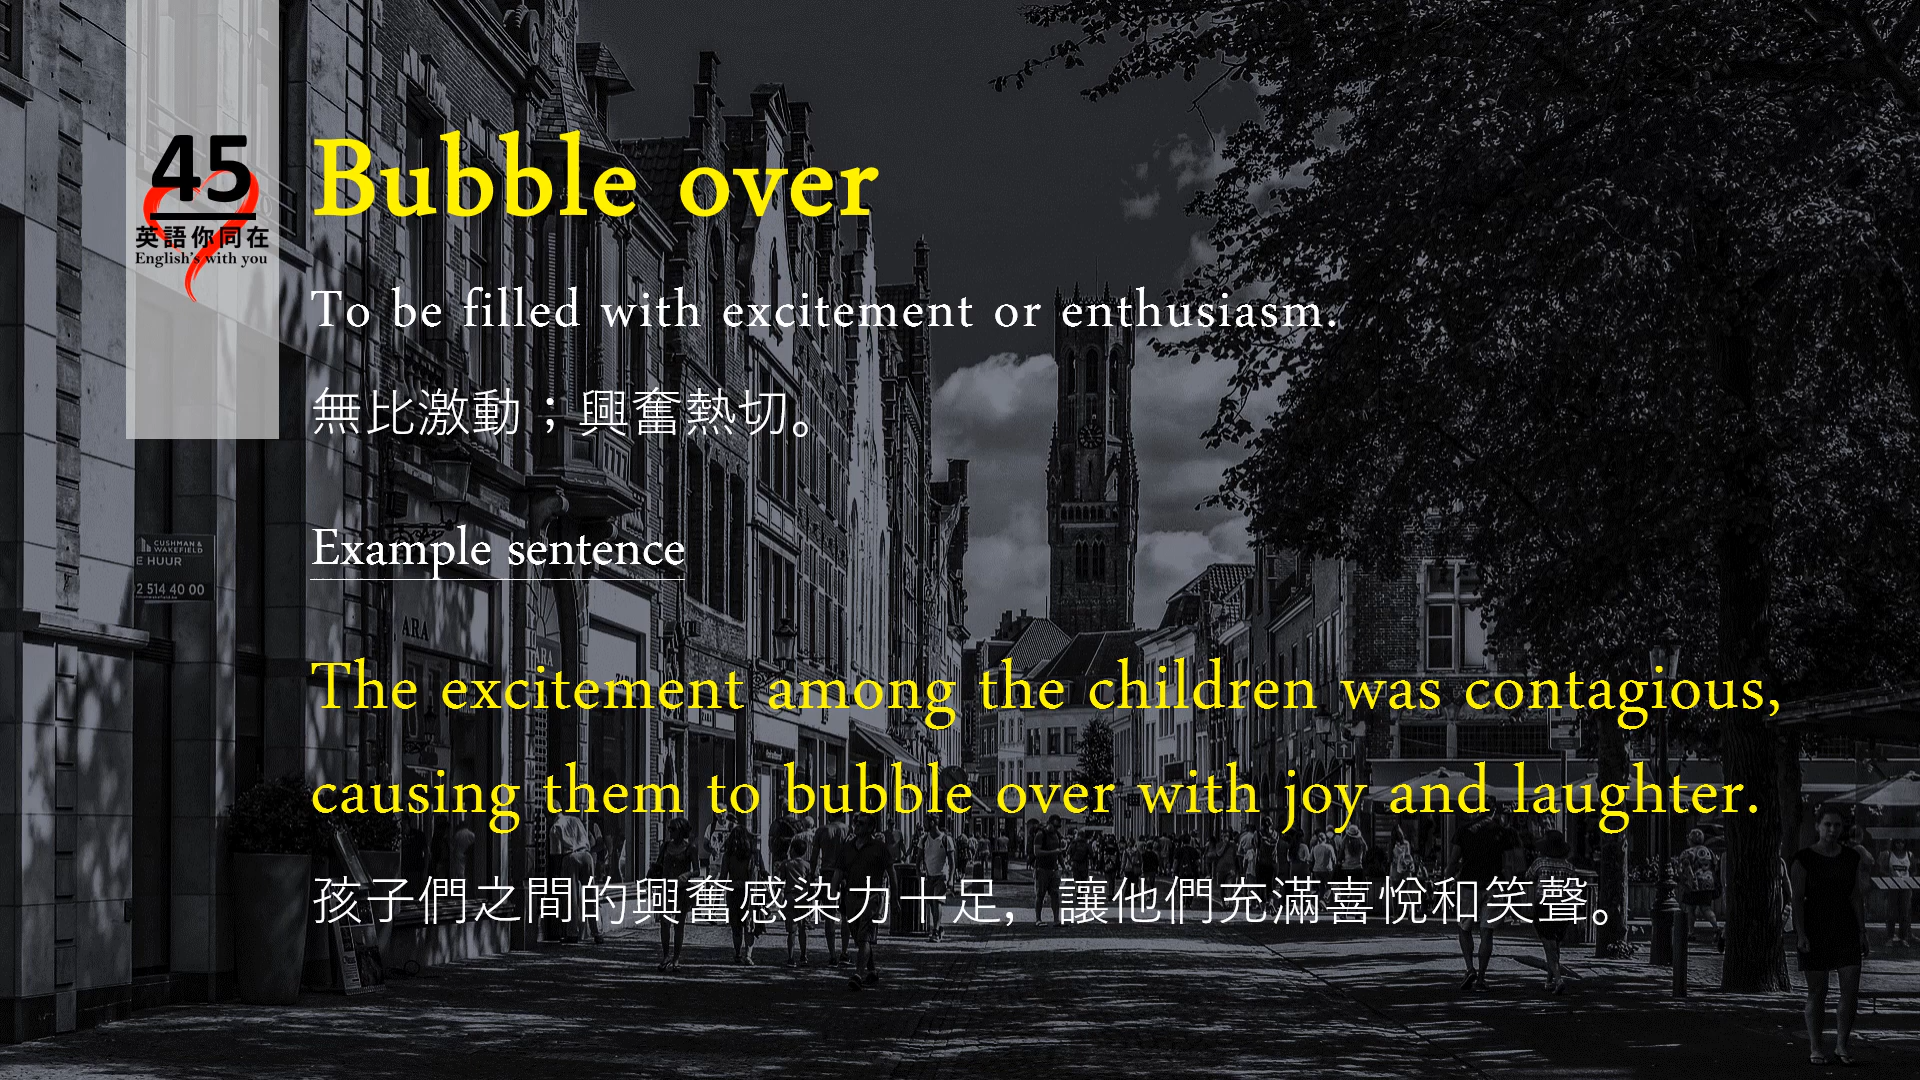 45
英語你同在
English's with you
Bubble over
To be filled with excitement or enthusiasm.
無比激動；興奮熱切。
Example sentence
The excitement among the children was contagious,
causing them to bubble over with joy and laughter.
孩子們之間的興奮感染力十足，讓他們充滿喜悅和笑聲。
CUSHMAN &
WAKEFIELD
E HUUR
2 514 40 00
ARA
ARA